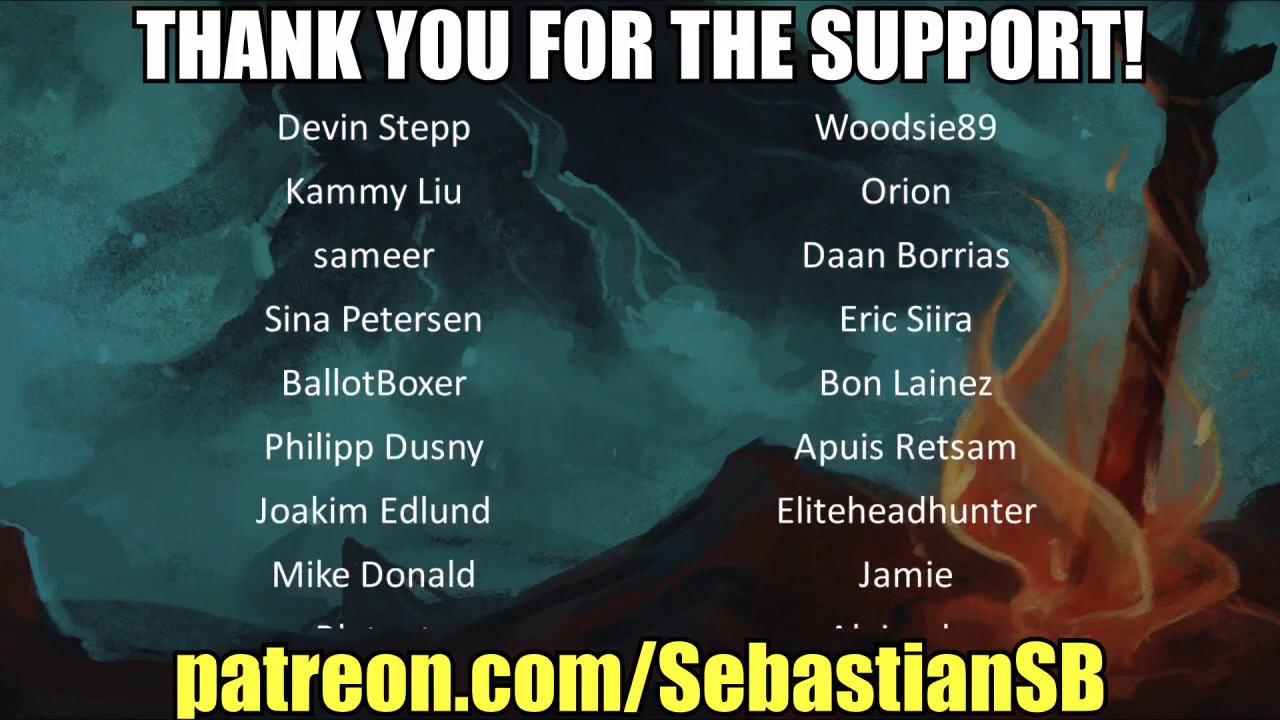 THANK YOU FOR THE SUPPORT!
Devin Stepp
Woodsie89
Kammy Liu
Orion
sameer
Daan Borrias
Sina Petersen
Eric Siira
BallotBoxer
Bon Lainez
Philipp Dusny
Apuis Retsam
Joakim Edlund
Eliteheadhunter
Mike Donald
Jamie
patreon.com/SebastianSB